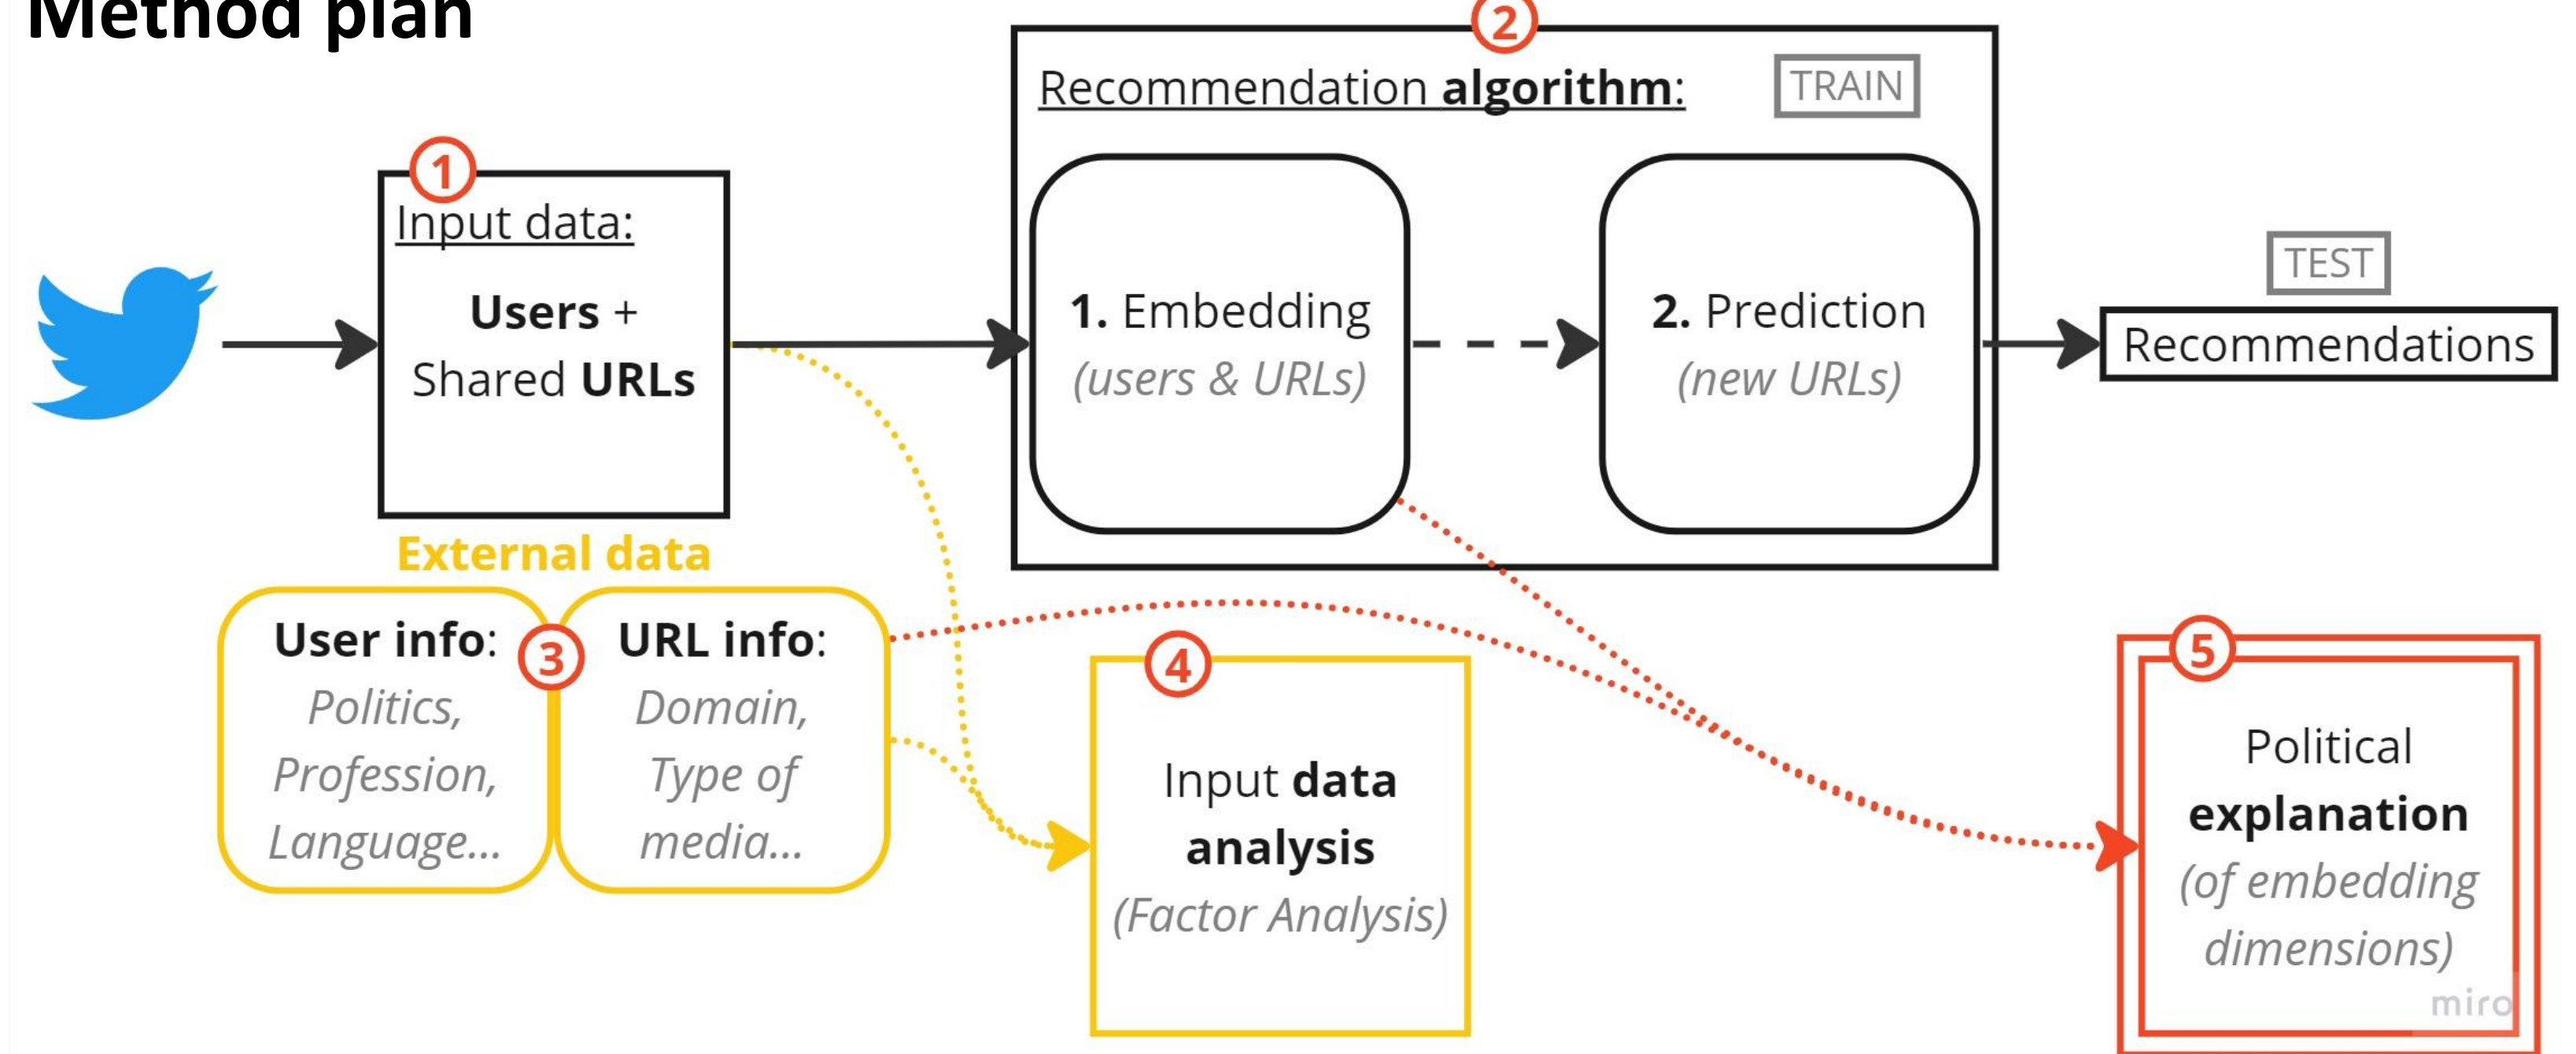 Method plan
2
Recommendation algorithm:
TRAIN
1
Input data:
Users +
Shared URLs
1. Embedding
(users & URLs)
2. Prediction
(new URLs)
TEST
Recommendations
External data
3
User info:
Politics,
Profession,
Language...
URL info:
Domain,
Type of
media...
4
Input data
analysis
(Factor Analysis)
5
Political
explanation
(of embedding
dimensions)
miro